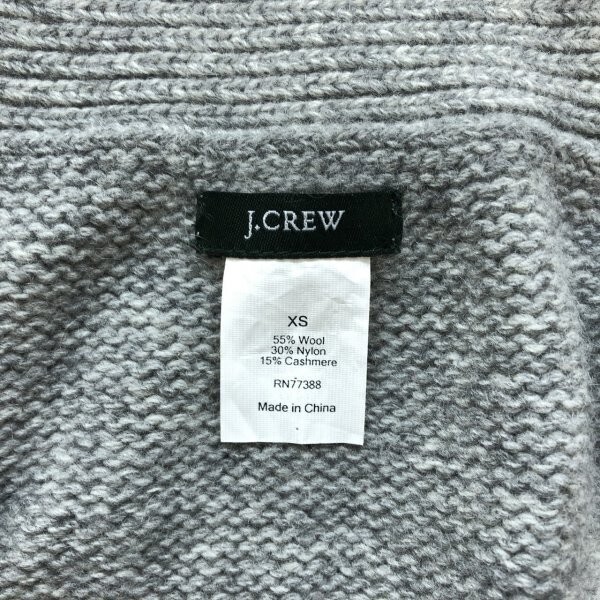 J.CREW
XS
55% Wool
30% Nylon
15% Cashmere
RN77388
Made in China